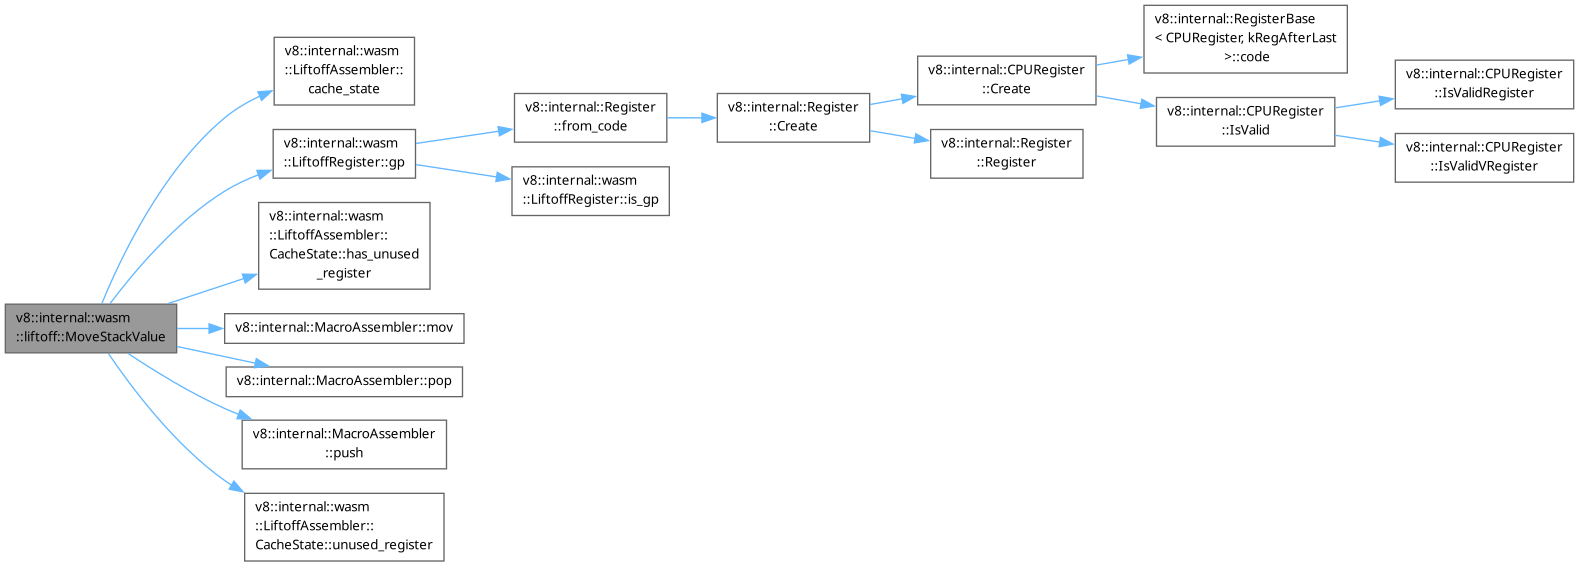 v8::internal::wasm
::liftoff::MoveStackValue
v8::internal::wasm
::LiftoffAssembler::
cache_state
v8::internal::wasm
::LiftoffRegister::gp
v8::internal::wasm
::LiftoffAssembler::
CacheState::has_unused
_register
v8::internal::MacroAssembler::mov
v8::internal::MacroAssembler::pop
v8::internal::MacroAssembler
::push
v8::internal::wasm
::LiftoffAssembler::
CacheState::unused_register
v8::internal::Register
::from_code
v8::internal::wasm
::LiftoffRegister::is_gp
v8::internal::Register
::Create
v8::internal::CPURegister
::Create
v8::internal::Register
::Register
v8::internal::RegisterBase
< CPURegister, kRegAfterLast
>::code
v8::internal::CPURegister
::IsValid
v8::internal::CPURegister
::IsValidRegister
v8::internal::CPURegister
::IsValidVRegister